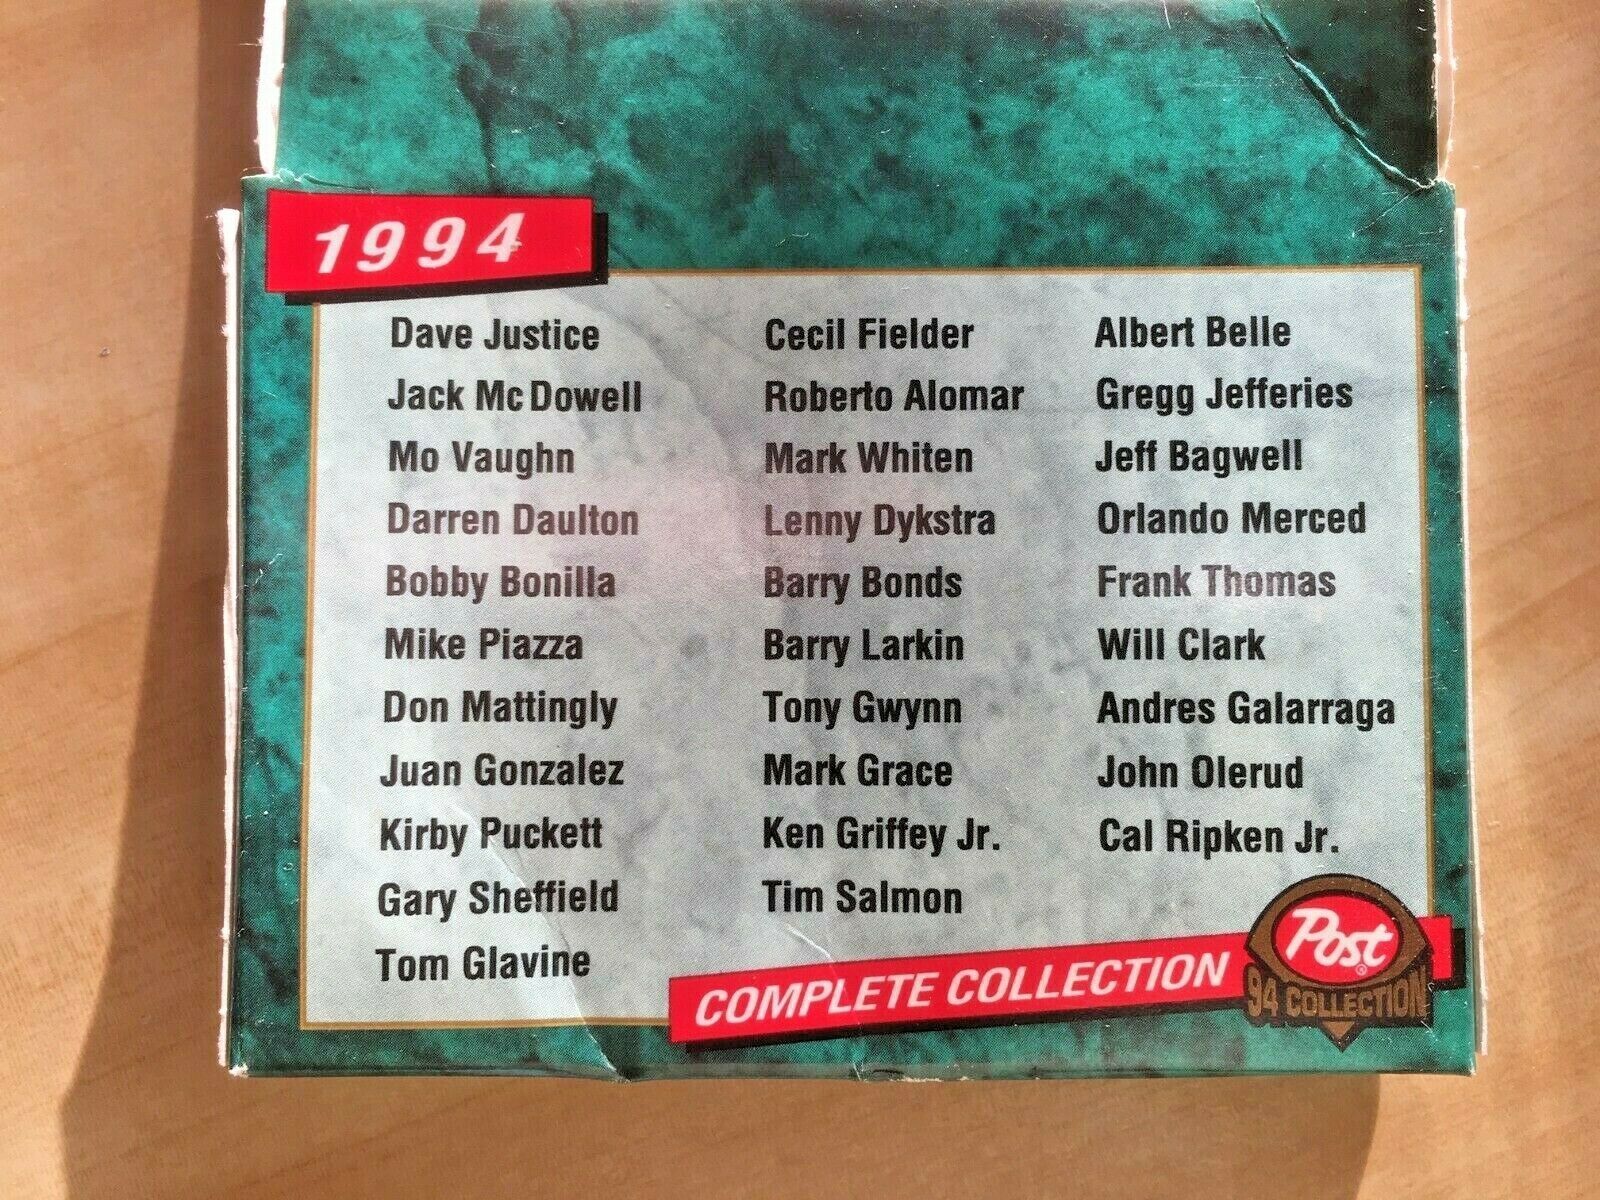 1994
Dave Justice
Jack McDowell
Mo Vaughn
Darren Daulton
Bobby Bonilla
Mike Piazza
Don Mattingly
Juan Gonzalez
Kirby Puckett
Gary Sheffield
Tom Glavine
Cecil Fielder
Roberto Alomar
Mark Whiten
Lenny Dykstra
Barry Bonds
Barry Larkin
Tony Gwynn
Mark Grace
Ken Griffey Jr.
Tim Salmon
Albert Belle
Gregg Jefferies
Jeff Bagwell
Orlando Merced
Frank Thomas
Will Clark
Andres Galarraga
John Olerud
Cal Ripken Jr.
COMPLETE COLLECTION
Post®
94 COLLECTION